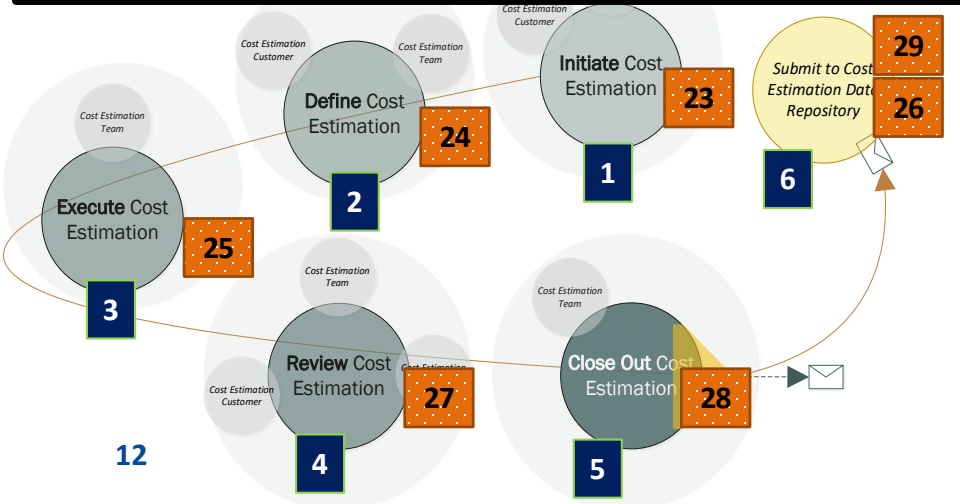 Cost Estimation
Customer
Initiate Cost
Estimation
23
1
Cost Estimation
Customer
Cost Estimation
Team
Define Cost
Estimation
24
2
Cost Estimation
Team
Execute Cost
Estimation
25
3
Cost Estimation
Team
Review Cost
Estimation
Cost Estimation
Customer
Cost Estimation
27
4
Cost Estimation
Team
Close Out Cost
Estimation
28
5
Submit to Cost
Estimation Data
Repository
29
26
6
12